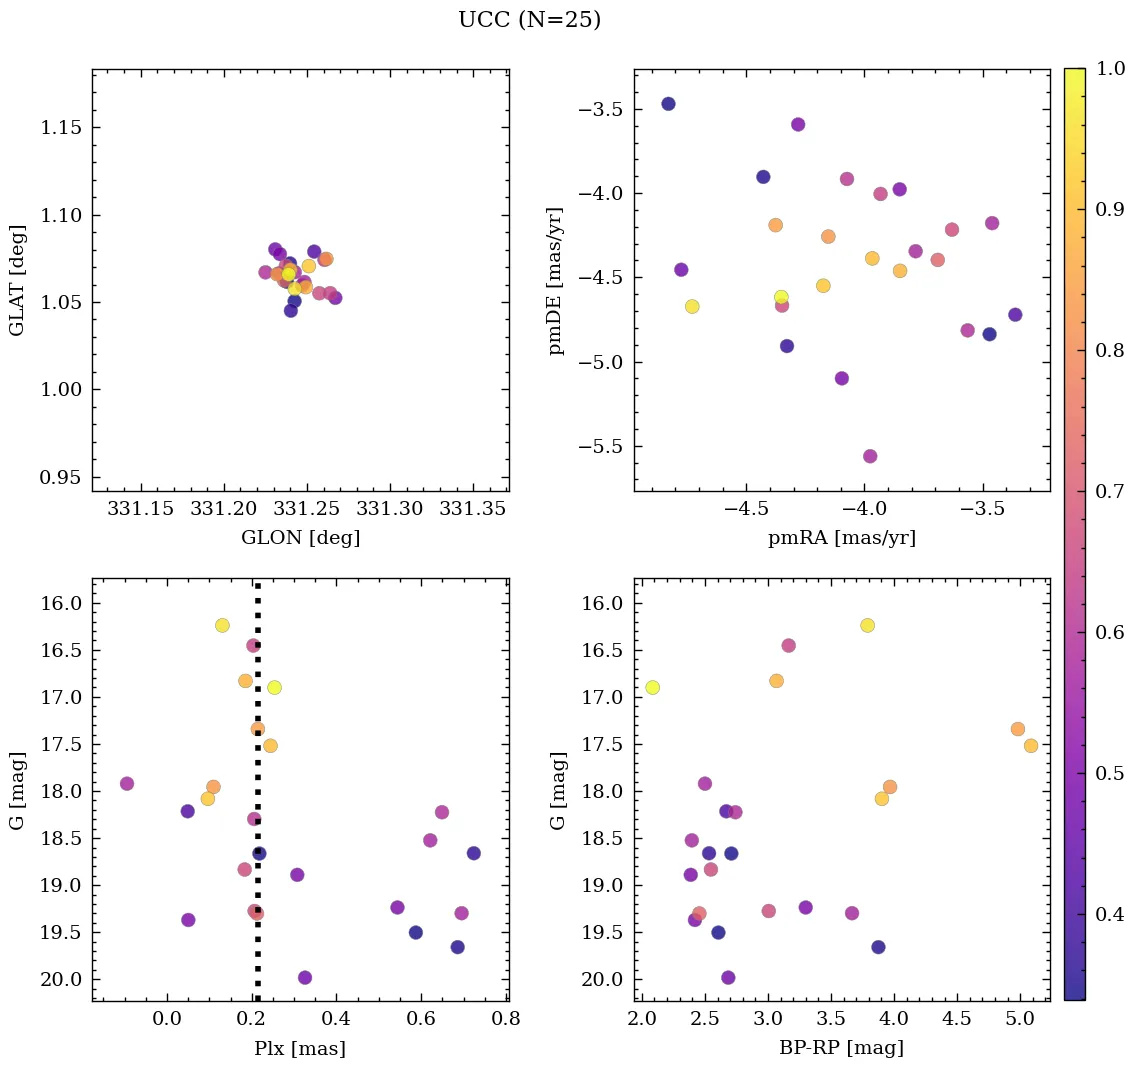 UCC (N=25)
1.15
1.10
1.05
1.00
0.95
GLAT [deg]
331.15 331.20 331.25 331.30 331.35
GLON [deg]
−3.5
−4.0
−4.5
−5.0
−5.5
pmDE [mas/yr]
−4.5 −4.0 −3.5
pmRA [mas/yr]
1.0
0.9
0.8
0.7
0.6
0.5
0.4
16.0
16.5
17.0
17.5
18.0
18.5
19.0
19.5
20.0
G [mag]
0.0 0.2 0.4 0.6 0.8
Plx [mas]
16.0
16.5
17.0
17.5
18.0
18.5
19.0
19.5
20.0
G [mag]
2.0 2.5 3.0 3.5 4.0 4.5 5.0
BP-RP [mag]